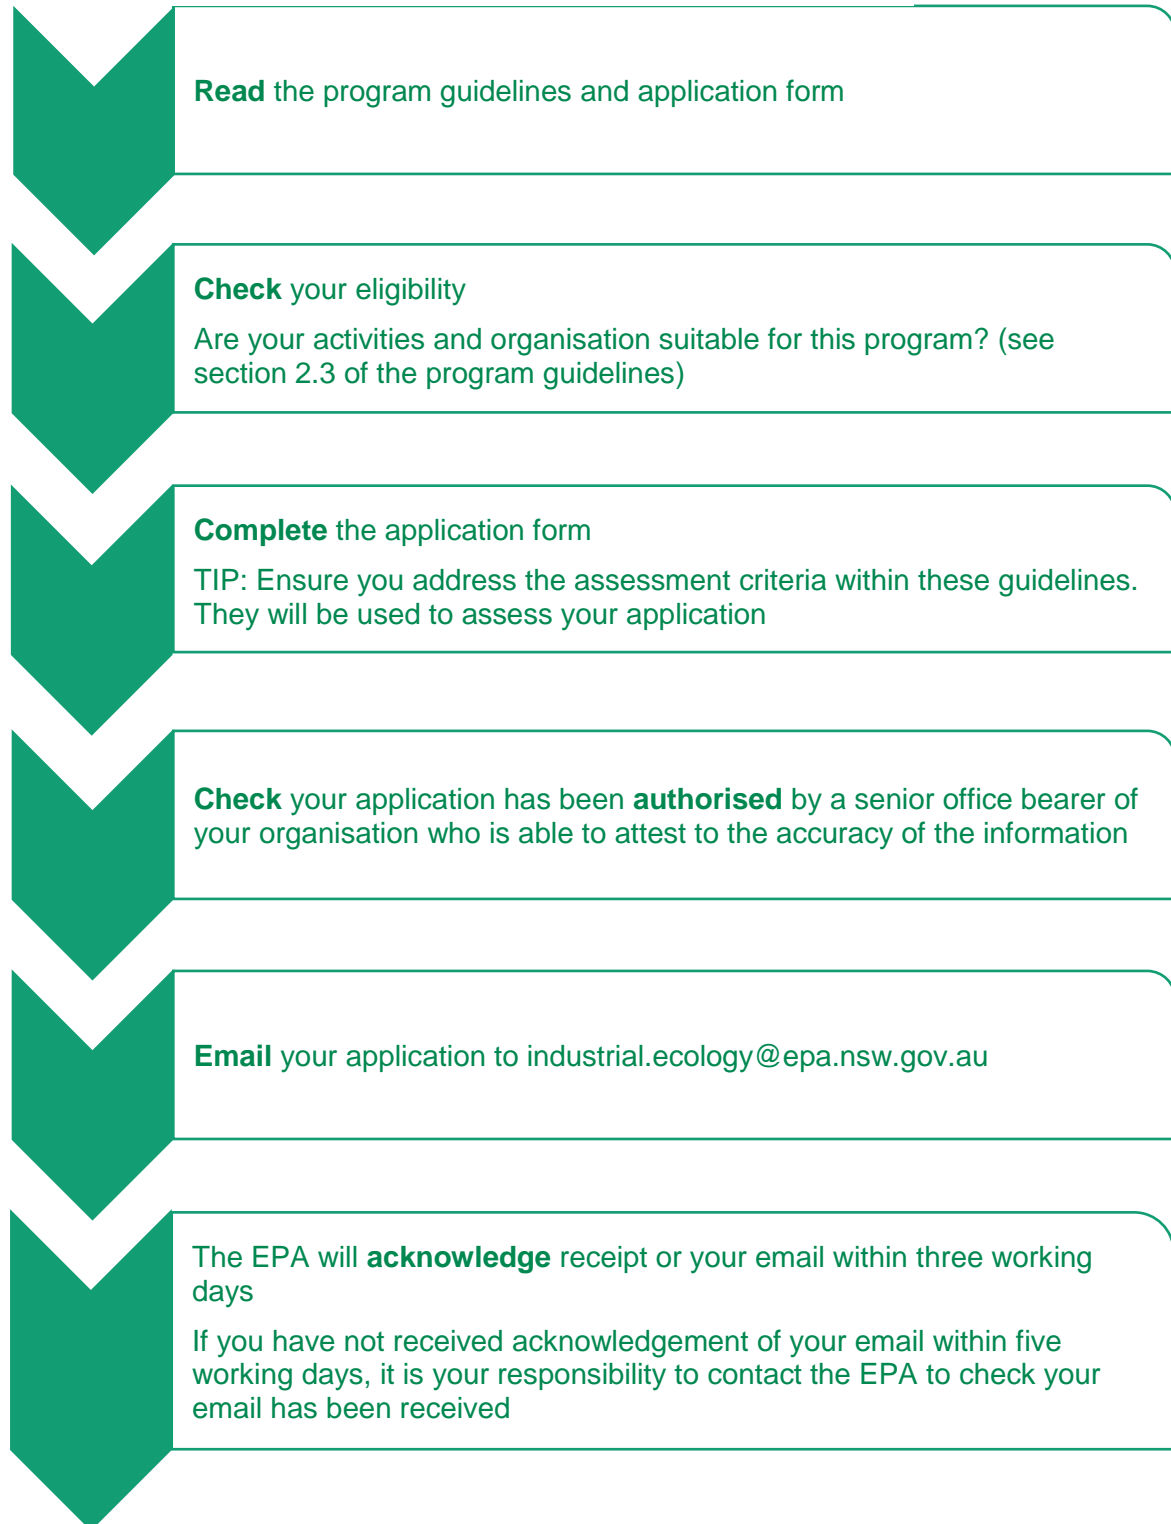 Read the program guidelines and application form
Check your eligibility
Are your activities and organisation suitable for this program? (see
section 2.3 of the program guidelines)
Complete the application form
TIP: Ensure you address the assessment criteria within these guidelines.
They will be used to assess your application
Check your application has been authorised by a senior office bearer of
your organisation who is able to attest to the accuracy of the information
Email your application to industrial.ecology@epa.nsw.gov.au
The EPA will acknowledge receipt or your email within three working
days
If you have not received acknowledgement of your email within five
working days, it is your responsibility to contact the EPA to check your
email has been received